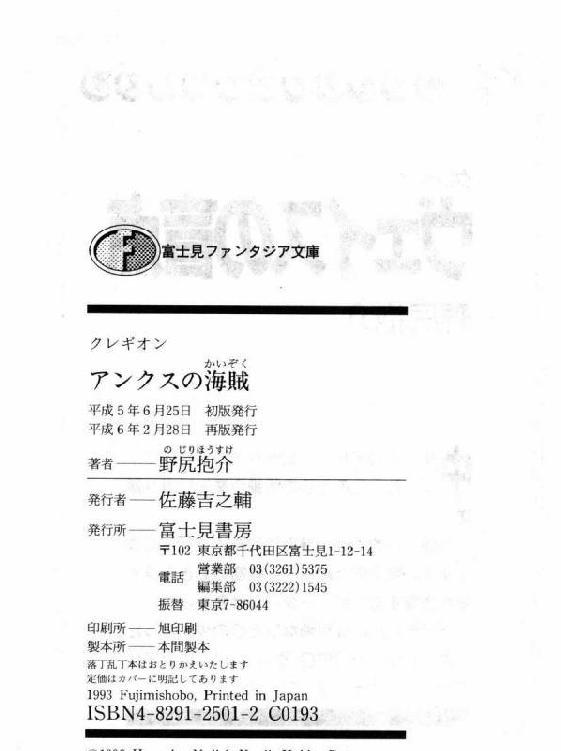 F 富士見ファンタジア文庫
クレギオン
かいぞく
アンクスの海賊
平成5年6月25日 初版発行
平成6年2月28日 再版発行
のじりほうすけ
著者――野尻抱介
発行者――佐藤吉之輔
発行所――富士見書房
〒102 東京都千代田区富士見1-12-14
電話 営業部 03(3261)5375
編集部 03(3222)1545
振替 東京7-86044
印刷所――旭印刷
製本所――本間製本
落丁乱丁本はおとりかえいたします
定価はカバーに明記してあります
1993 Fujimishobo, Printed in Japan
ISBN4-8291-2501-2 C0193